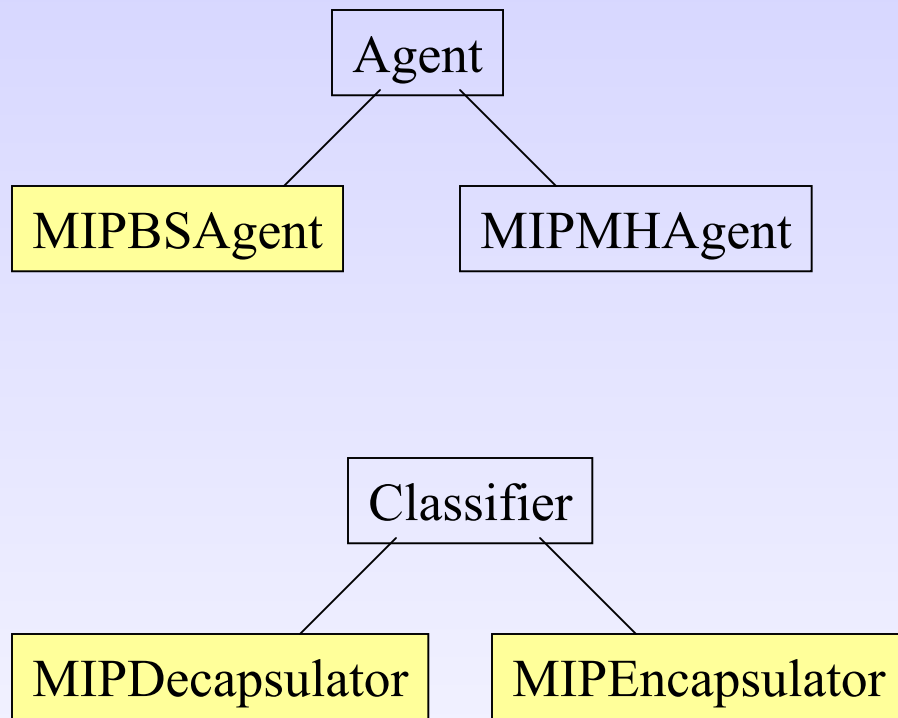 Agent
MIPBSAgent
MIPMHAgent
Classifier
MIPDecapsulator
MIPEncapsulator